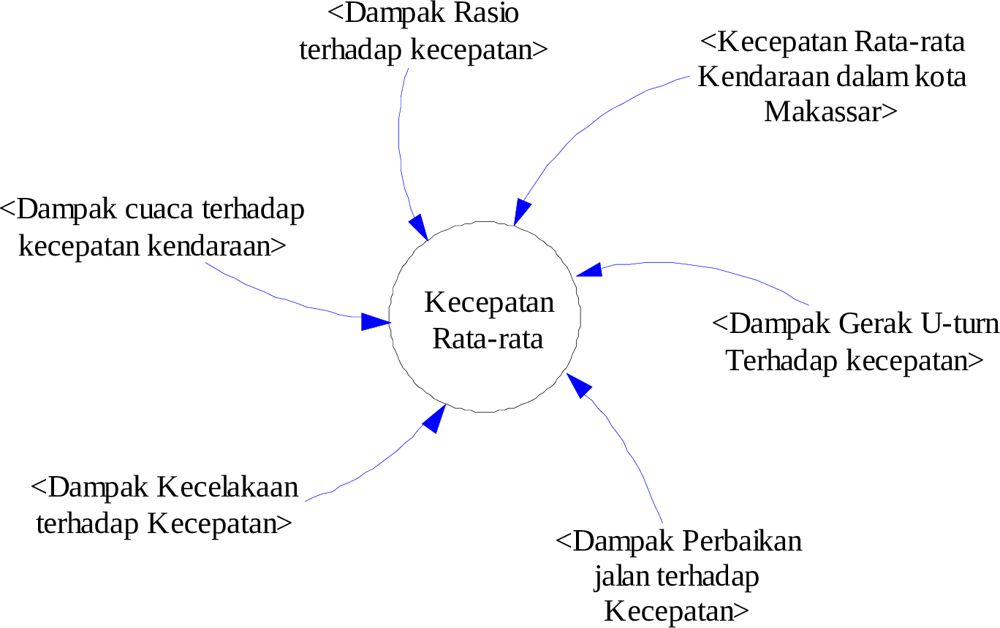 <Dampak Rasio
terhadap kecepatan>
<Kecepatan Rata-rata
Kendaraan dalam kota
Makassar>
<Dampak cuaca terhadap
kecepatan kendaraan>
Kecepatan
Rata-rata
<Dampak Gerak U-turn
Terhadap kecepatan>
<Dampak Kecelakaan
terhadap Kecepatan>
<Dampak Perbaikan
jalan terhadap
Kecepatan>